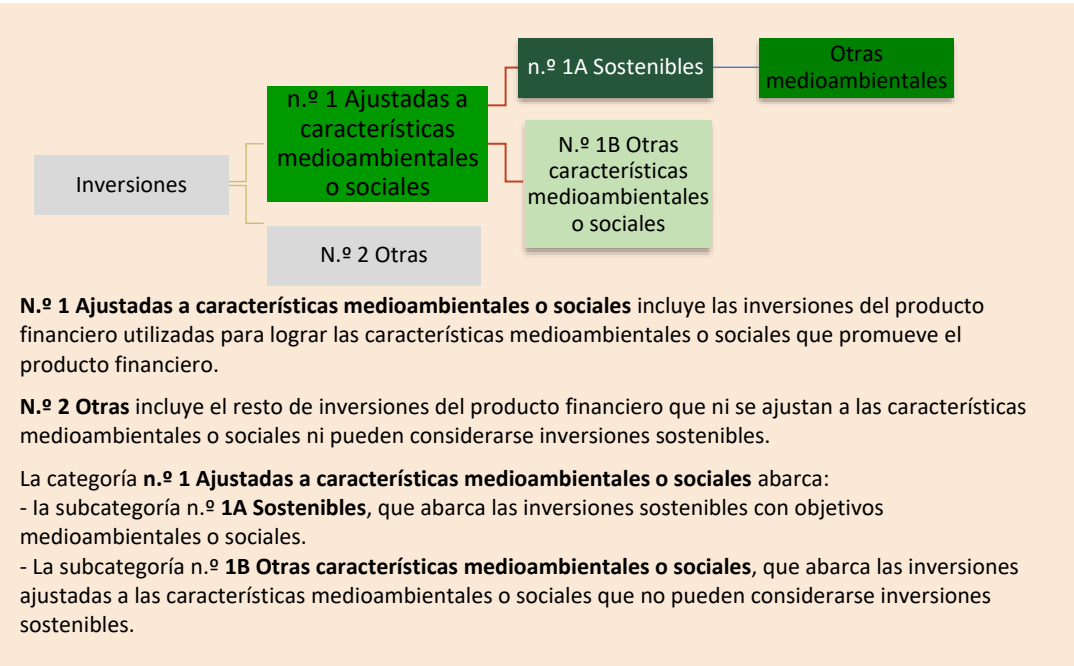 Inversiones
n.º 1 Ajustadas a
características
medioambientales
o sociales
N.º 2 Otras
n.º 1A Sostenibles
N.º 1B Otras
características
medioambientales
o sociales
Otras
medioambientales
N.º 1 Ajustadas a características medioambientales o sociales incluye las inversiones del producto
financiero utilizadas para lograr las características medioambientales o sociales que promueve el
producto financiero.
N.º 2 Otras incluye el resto de inversiones del producto financiero que ni se ajustan a las características
medioambientales o sociales ni pueden considerarse inversiones sostenibles.
La categoría n.º 1 Ajustadas a características medioambientales o sociales abarca:
- la subcategoría n.º 1A Sostenibles, que abarca las inversiones sostenibles con objetivos
medioambientales o sociales.
- La subcategoría n.º 1B Otras características medioambientales o sociales, que abarca las inversiones
ajustadas a las características medioambientales o sociales que no pueden considerarse inversiones
sostenibles.